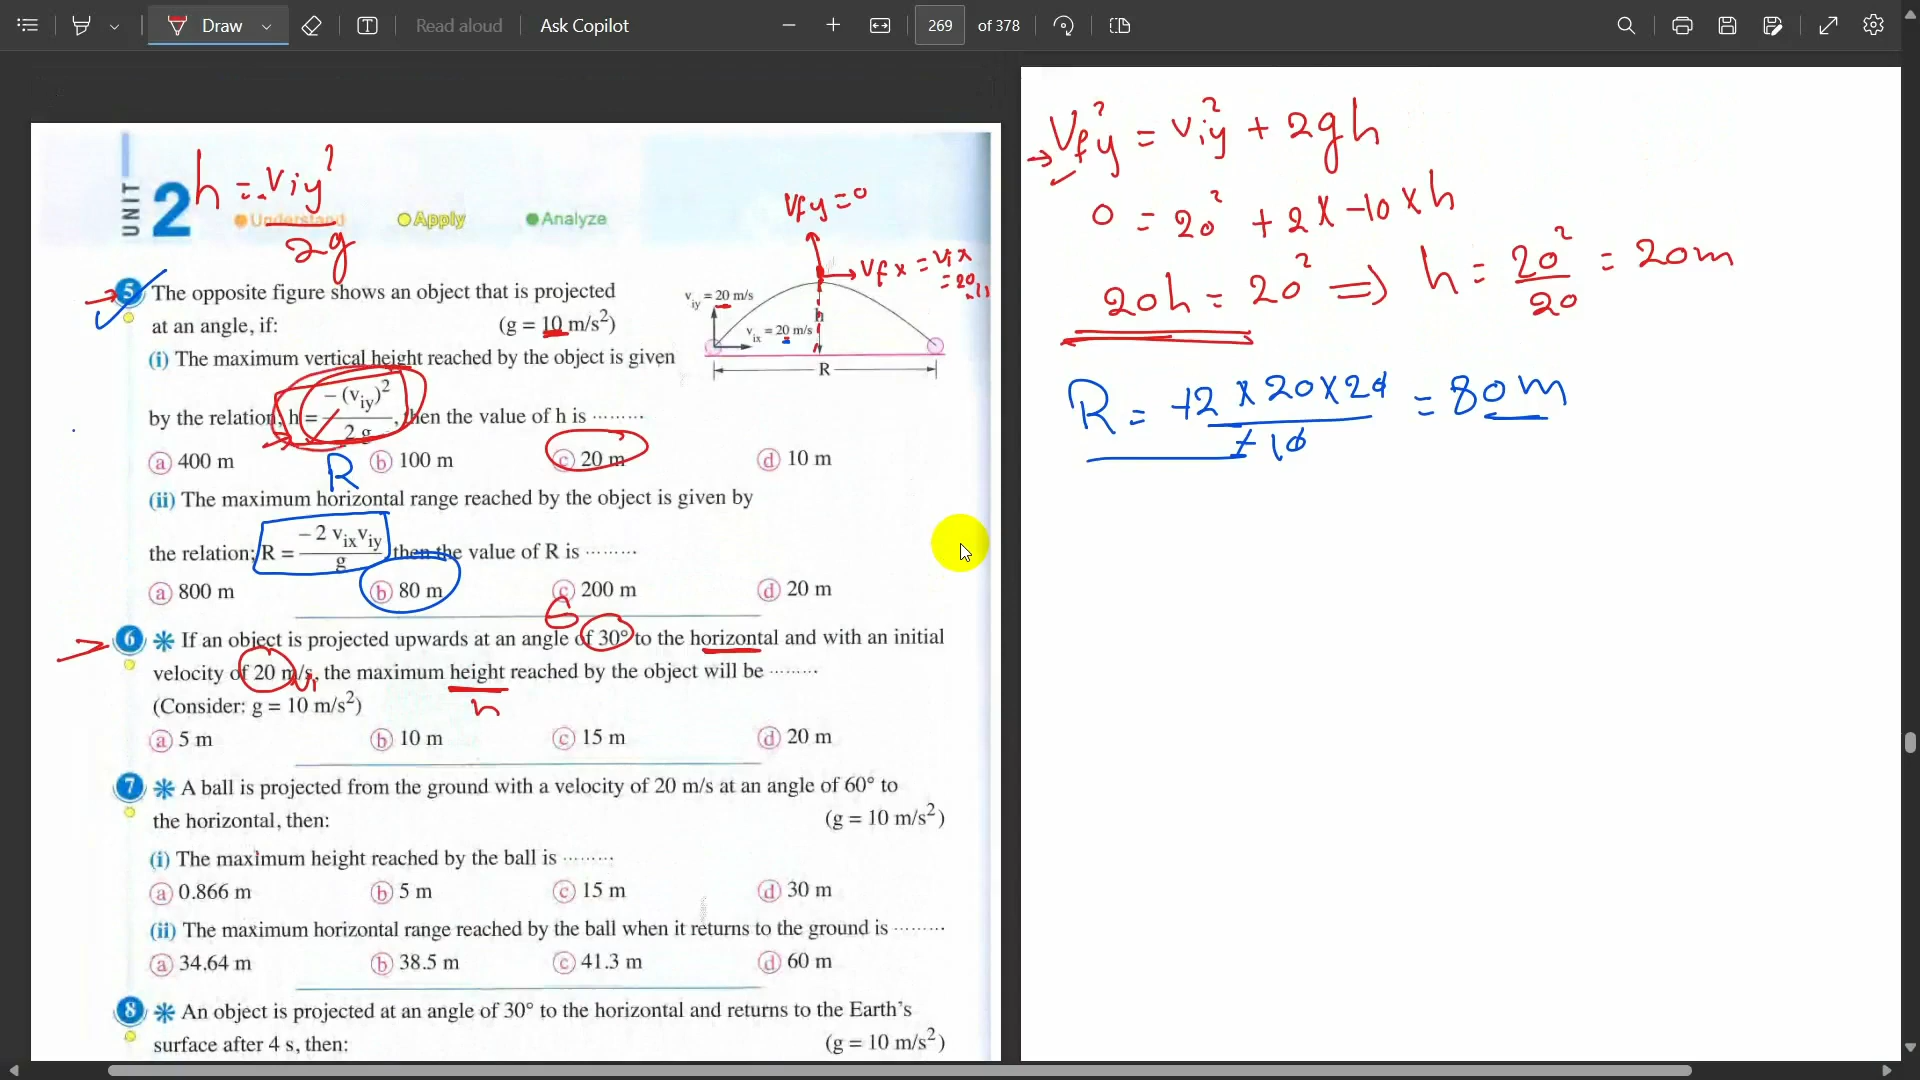 Draw
Read aloud
Ask Copilot
269
of 378
UNIT
2
h = viy²
2g
Understand
Apply
Analyze
Vfy = 0
Vfx = Vix
= 20
5 The opposite figure shows an object that is projected
at an angle, if:
(g = 10 m/s²)
viy = 20 m/s
vix = 20 m/s
h
R
(i) The maximum vertical height reached by the object is given
by the relation; h = −(viy)² / 2 g , then the value of h is ·········
a 400 m
b 100 m
c 20 m
d 10 m
R
(ii) The maximum horizontal range reached by the object is given by
the relation; R = −2 vixviy / g then the value of R is ·········
a 800 m
b 80 m
c 200 m
d 20 m
6 * If an object is projected upwards at an angle of 30° to the horizontal and with an initial
velocity of 20 m/s, the maximum height reached by the object will be ·········
(Consider: g = 10 m/s²)
Vi
h
a 5 m
b 10 m
c 15 m
d 20 m
7 * A ball is projected from the ground with a velocity of 20 m/s at an angle of 60° to
the horizontal, then:
(g = 10 m/s²)
(i) The maximum height reached by the ball is ·········
a 0.866 m
b 5 m
c 15 m
d 30 m
(ii) The maximum horizontal range reached by the ball when it returns to the ground is ·········
a 34.64 m
b 38.5 m
c 41.3 m
d 60 m
8 * An object is projected at an angle of 30° to the horizontal and returns to the Earth's
surface after 4 s, then:
(g = 10 m/s²)
Vfy² = viy² + 2gh
0 = 20² + 2 x -10 x h
20h = 20² ⇒ h = 20² / 20 = 20m
R = +2 x 20 x 20 / +10 = 80 m